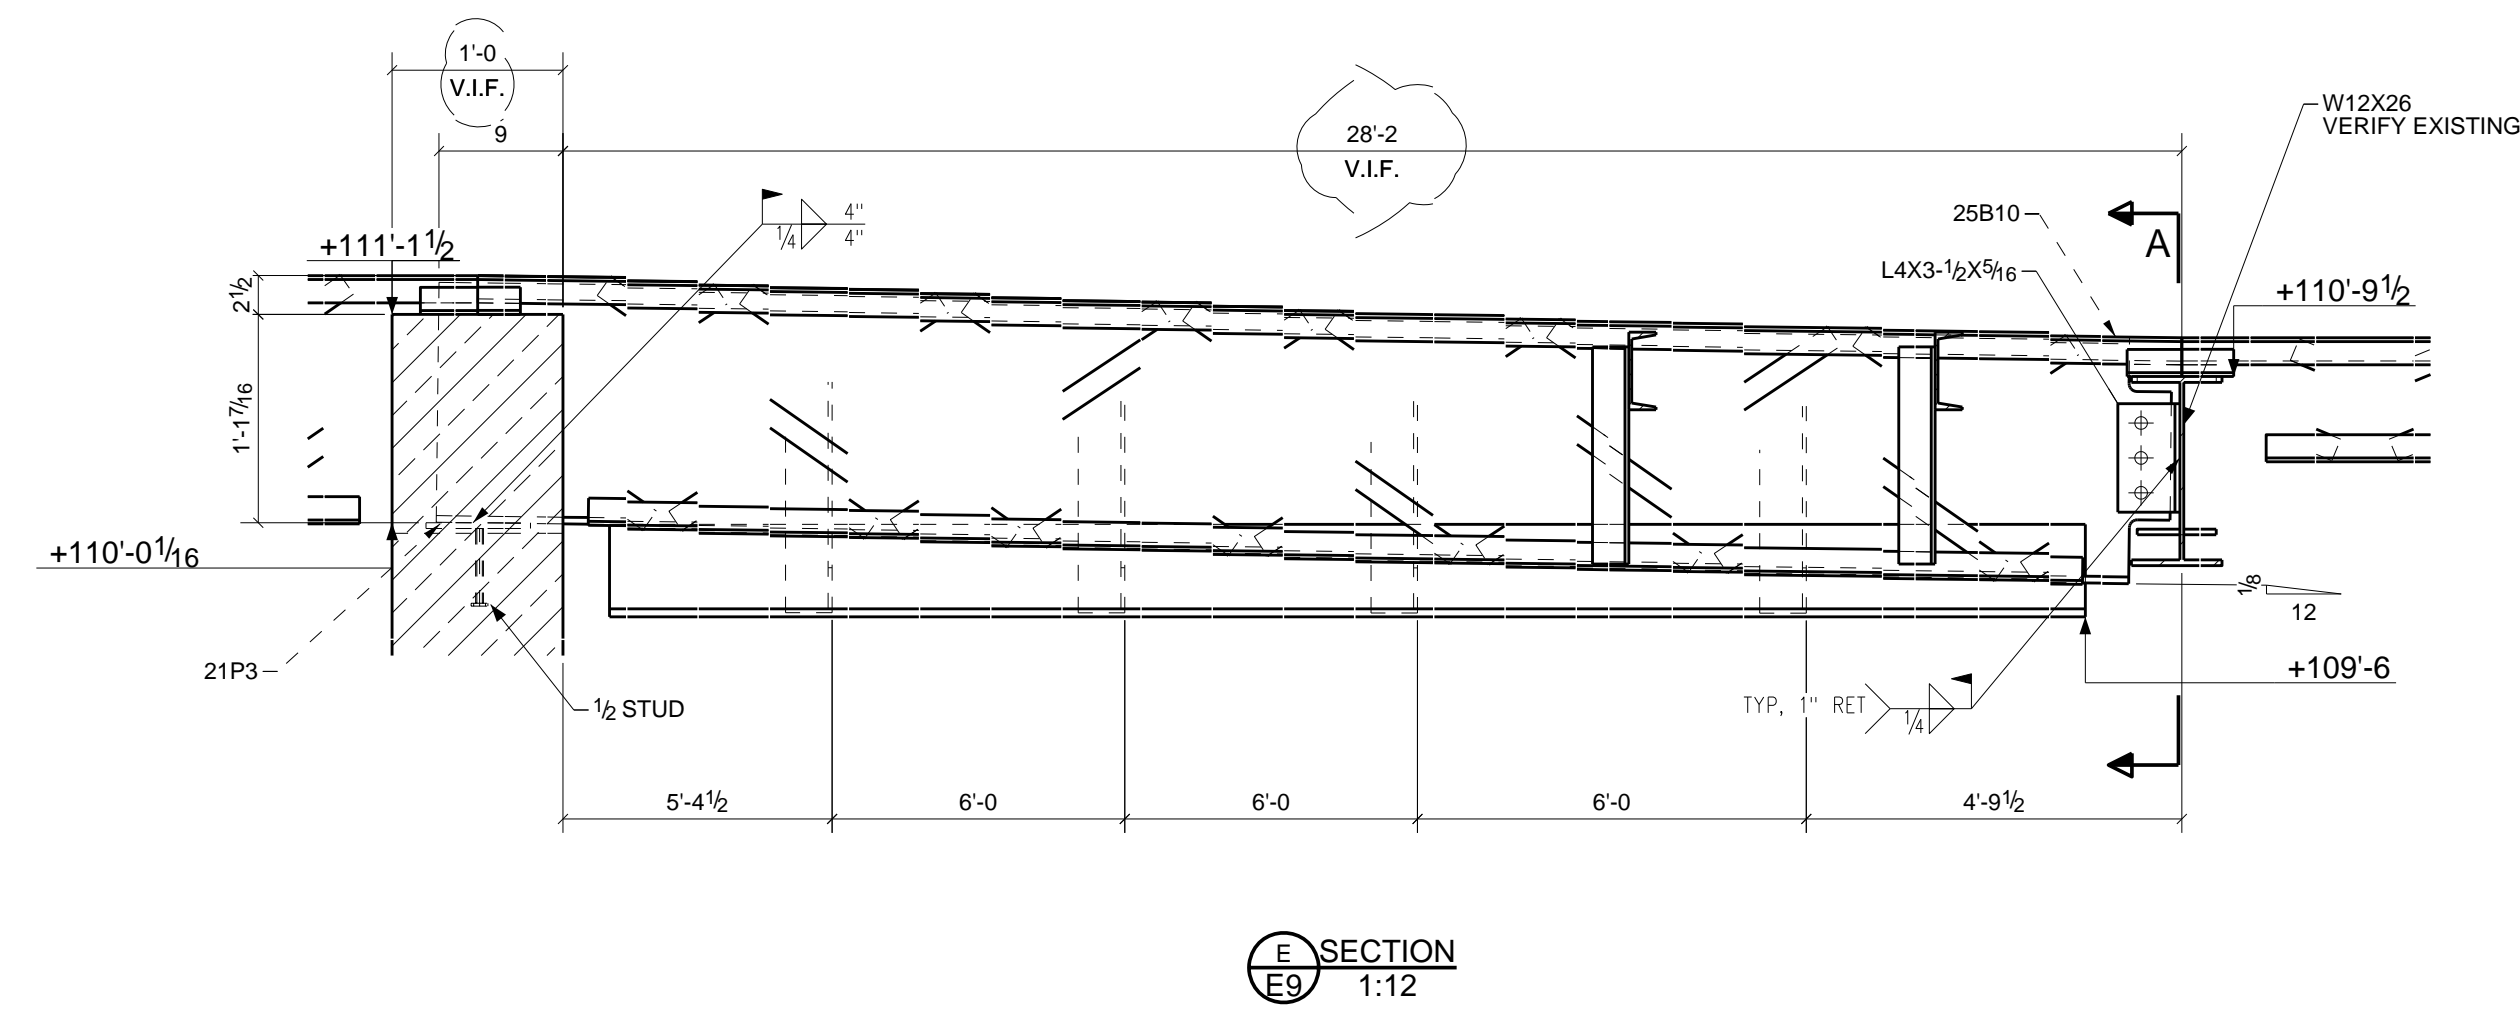 1'-0
V.I.F.
9
28'-2
V.I.F.
W12X26
VERIFY EXISTING
4"
1/4
4"
25B10
A
+111'-1 1/2
L4X3-1/2X5/16
+110'-9 1/2
2 1/2
1'-1 7/16
+110'-0 1/16
1/8
12
21P3
1/2 STUD
+109'-6
TYP, 1" RET
1/4
5'-4 1/2
6'-0
6'-0
6'-0
4'-9 1/2
E
SECTION
E9
1:12